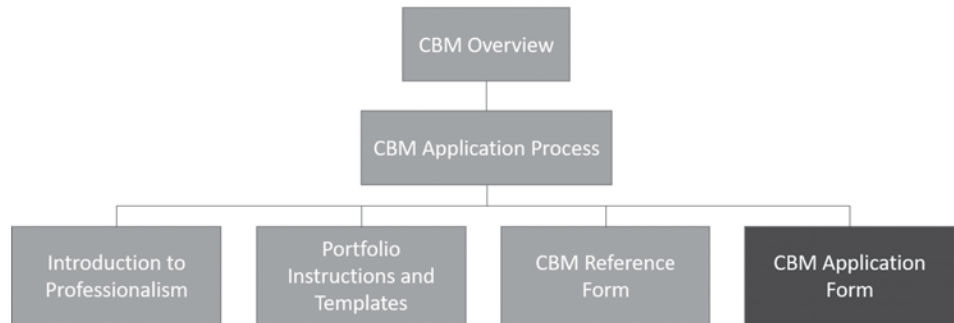 CBM Overview
CBM Application Process
Introduction to
Professionalism
Portfolio
Instructions and
Templates
CBM Reference
Form
CBM Application
Form